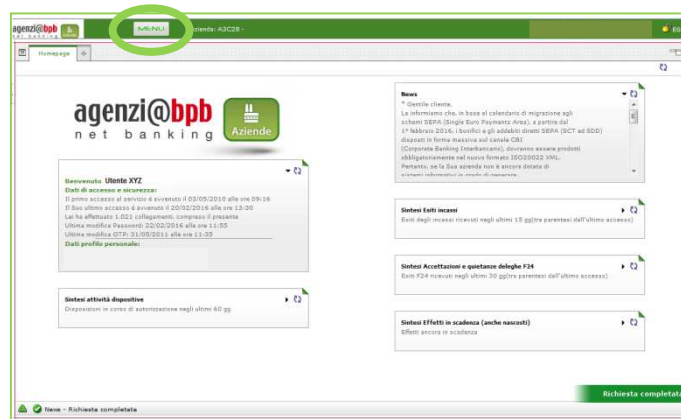 agenzi@bpb
net banking
MENU
Azienda: A3C28 -
Homepage
agenzi@bpb
net banking
Aziende
Benvenuto Utente XYZ
Dati di accesso e sicurezza:
Il primo accesso al servizio è avvenuto il 03/05/2010 alle ore 09:16
Il Suo ultimo accesso è avvenuto il 20/02/2016 alle ore 13:30
Lei ha effettuato 1.021 collegamenti, compreso il presente
Ultima modifica Password: 22/02/2016 alle ore 11:55
Ultima modifica OTP: 31/05/2011 alle ore 11:35
Dati profilo personale:
Sintesi attività dispositive
Disposizioni in corso di autorizzazione negli ultimi 60 gg
News
* Gentile cliente,
La informiamo che, in base al calendario di migrazione agli
schemi SEPA (Single Euro Payments Area), a partire dal
1° febbraio 2016, i bonifici e gli addebiti diretti SEPA (SCT ed SDD)
disposti in forma massiva sul canale CBI
(Corporate Banking Interbancario), dovranno essere prodotti
obbligatoriamente nel nuovo formato ISO20022 XML.
Pertanto, se la Sua azienda non è ancora dotata di
sistemi informativi in grado di generare
Sintesi Esiti incassi
Esiti degli incassi ricevuti negli ultimi 15 gg(tra parentesi dall'ultimo accesso)
Sintesi Accettazioni e quietanze deleghe F24
Esiti F24 ricevuti negli ultimi 30 gg(tra parentesi dall'ultimo accesso)
Sintesi Effetti in scadenza (anche nascosti)
Effetti ancora in scadenza
Richiesta completata
News - Richiesta completata